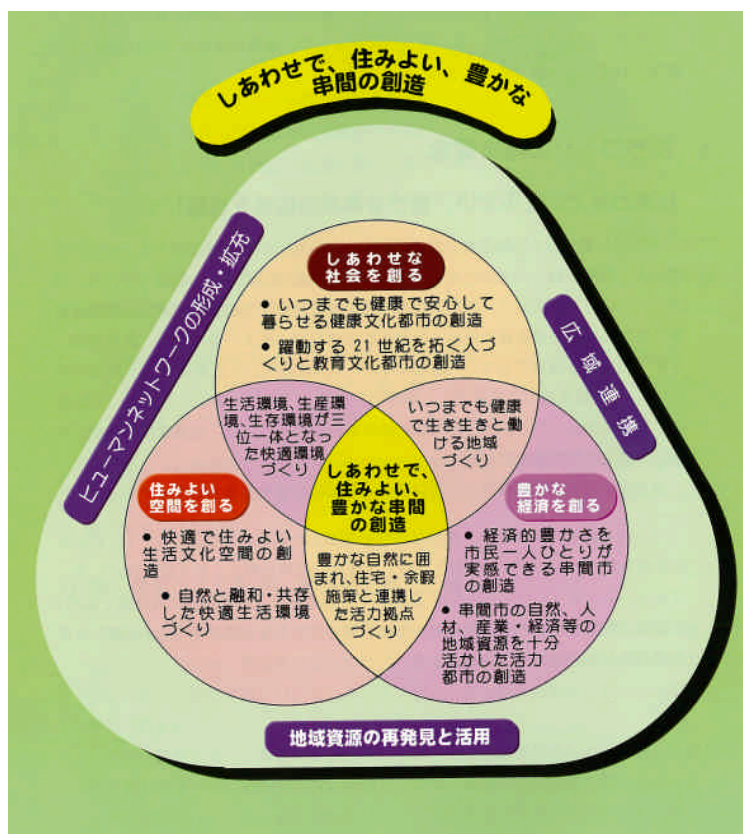 しあわせで、住みよい、豊かな
串間の創造
ヒューマンネットワークの形成・拡充
広域連携
しあわせな
社会を創る
● いつまでも健康で安心して
暮らせる健康文化都市の創造
● 躍動する 21 世紀を拓く人づ
くりと教育文化都市の創造
生活環境、生産環
境、生存環境が三
位一体となっ
た快適環境
づくり
いつまでも健康
で生き生きと働
ける地域
づくり
しあわせで、
住みよい、
豊かな串間
の創造
住みよい
空間を創る
● 快適で住みよい
生活文化空間の創
造
● 自然と融和・共存
した快適生活環境
づくり
豊かな自然に囲
まれ、住宅・余暇
施策と連携し
た活力拠点
づくり
豊かな
経済を創る
● 経済的豊かさを
市民一人ひとりが
実感できる串間市
の創造
● 串間市の自然、人
材、産業・経済等の
地域資源を十分
活かした活力
都市の創造
地域資源の再発見と活用